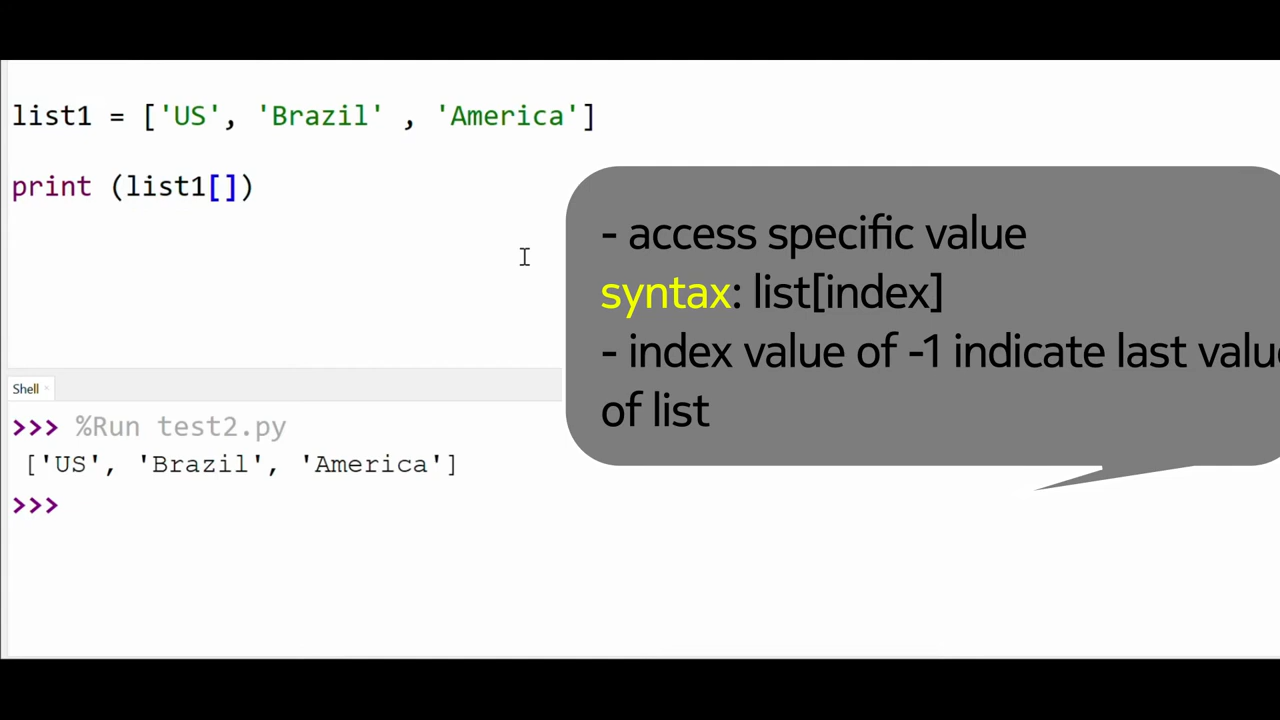 list1 = ['US', 'Brazil' , 'America']
print (list1[])
- access specific value
syntax: list[index]
- index value of -1 indicate last valu
of list
Shell ×
>>> %Run test2.py
['US', 'Brazil', 'America']
>>>